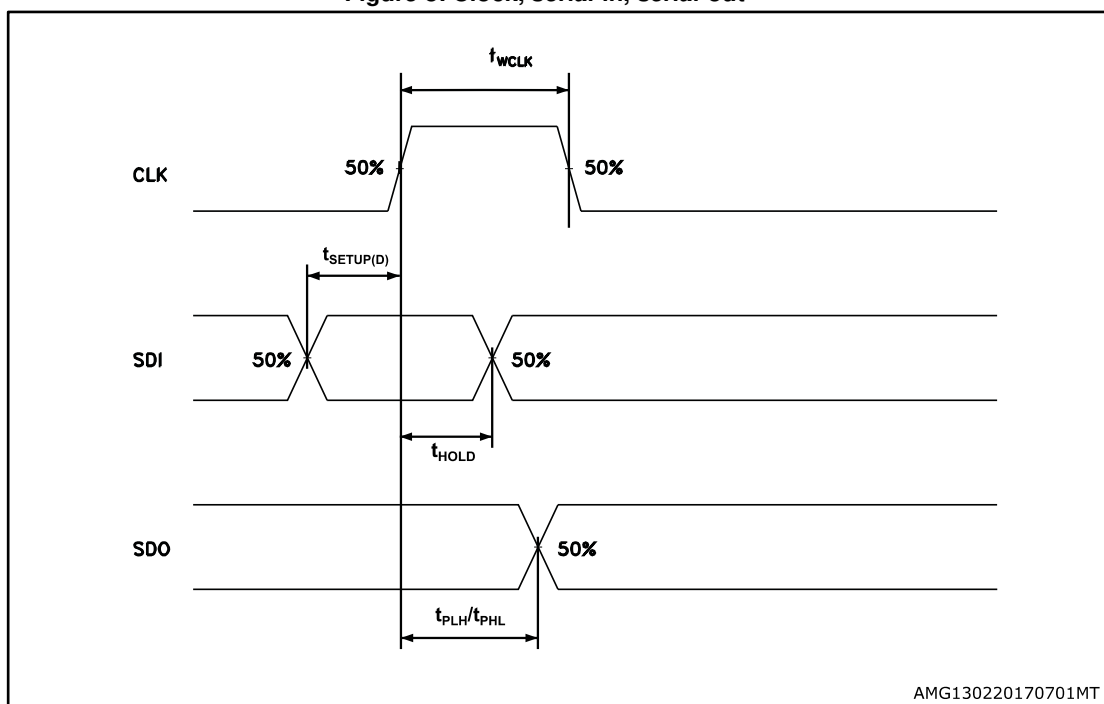 Figure 5. Clock, serial-in, serial-out
tWCLK
50%
50%
CLK
tSETUP(D)
50%
50%
SDI
tHOLD
50%
SDO
tPLH/tPHL
AMG130220170701MT